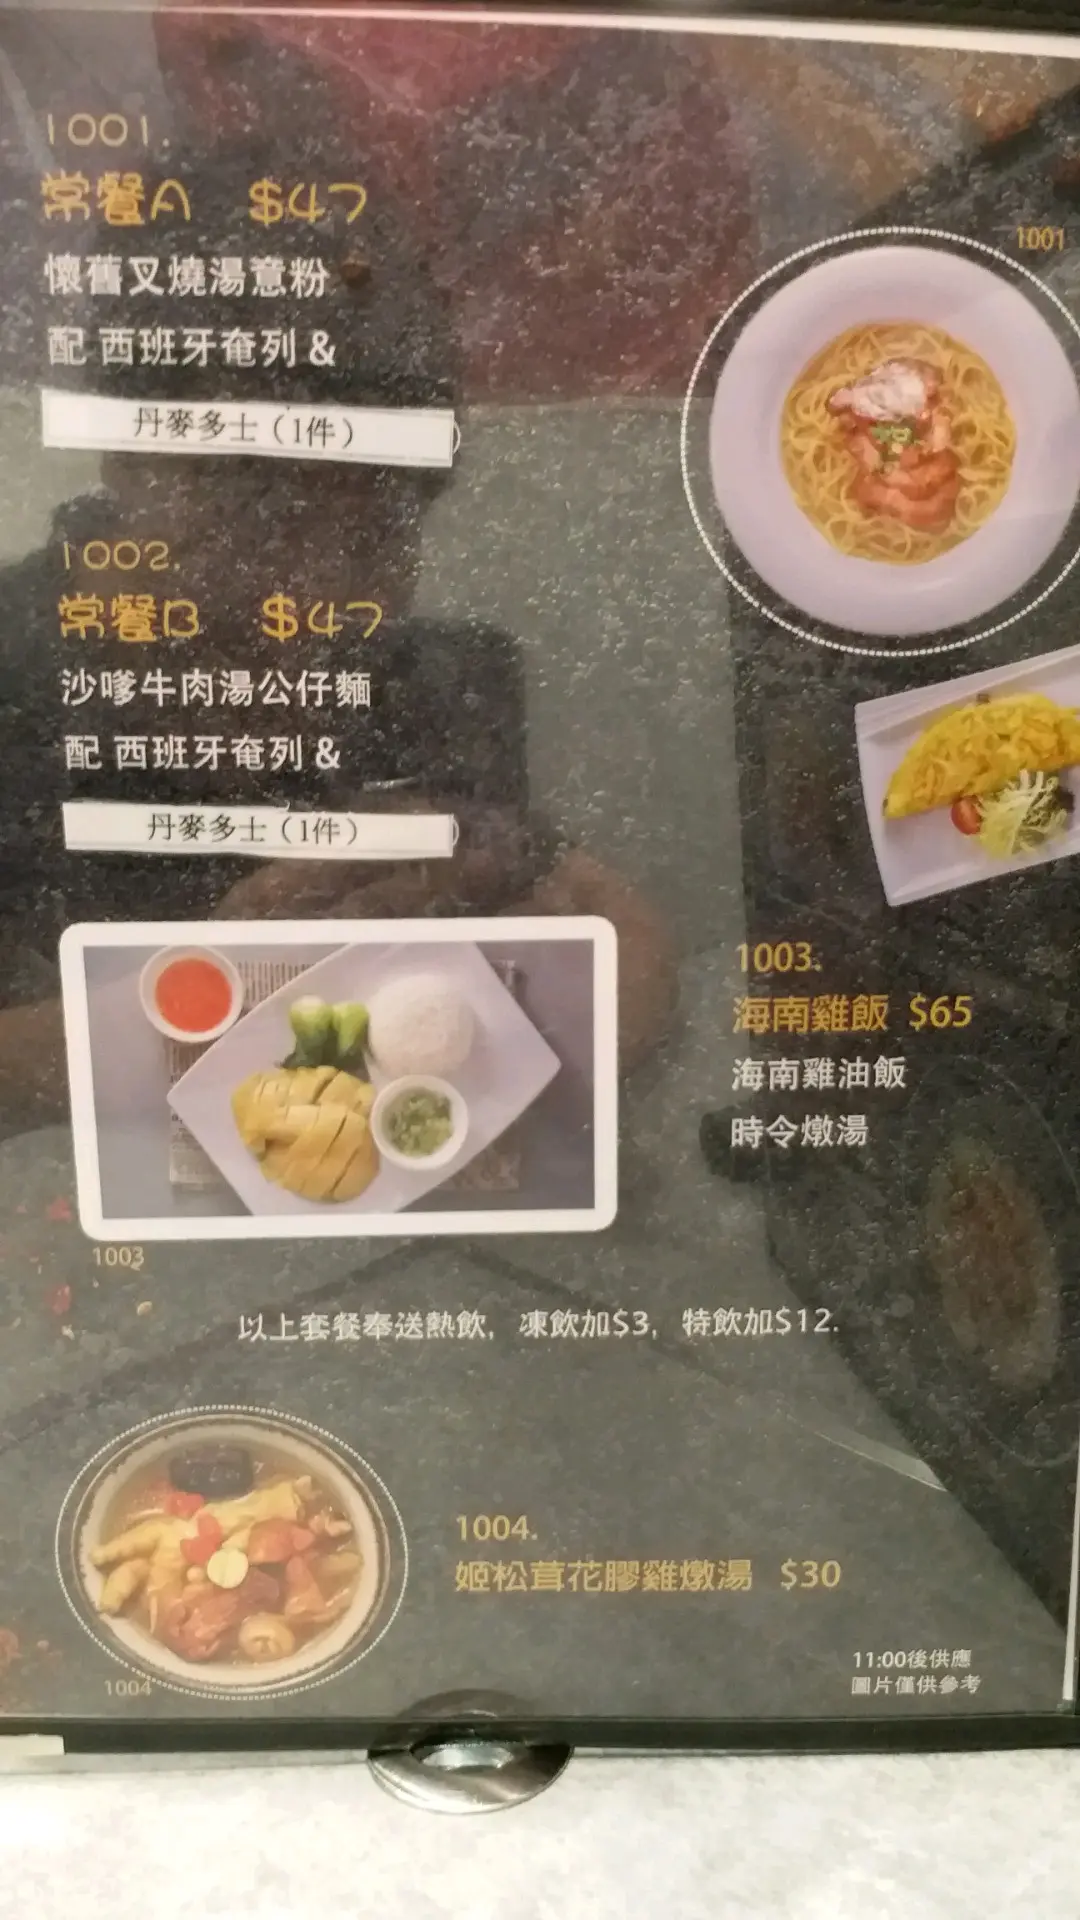 1001.
常餐A $47
懷舊叉燒湯意粉
配 西班牙奄列 &
丹麥多士（1件）
1001
1002.
常餐B $47
沙嗲牛肉湯公仔麵
配 西班牙奄列 &
丹麥多士（1件）
1003.
海南雞飯 $65
海南雞油飯
時令燉湯
1003
以上套餐奉送熱飲, 凍飲加$3, 特飲加$12.
1004.
姬松茸花膠雞燉湯 $30
1004
11:00後供應
圖片僅供參考